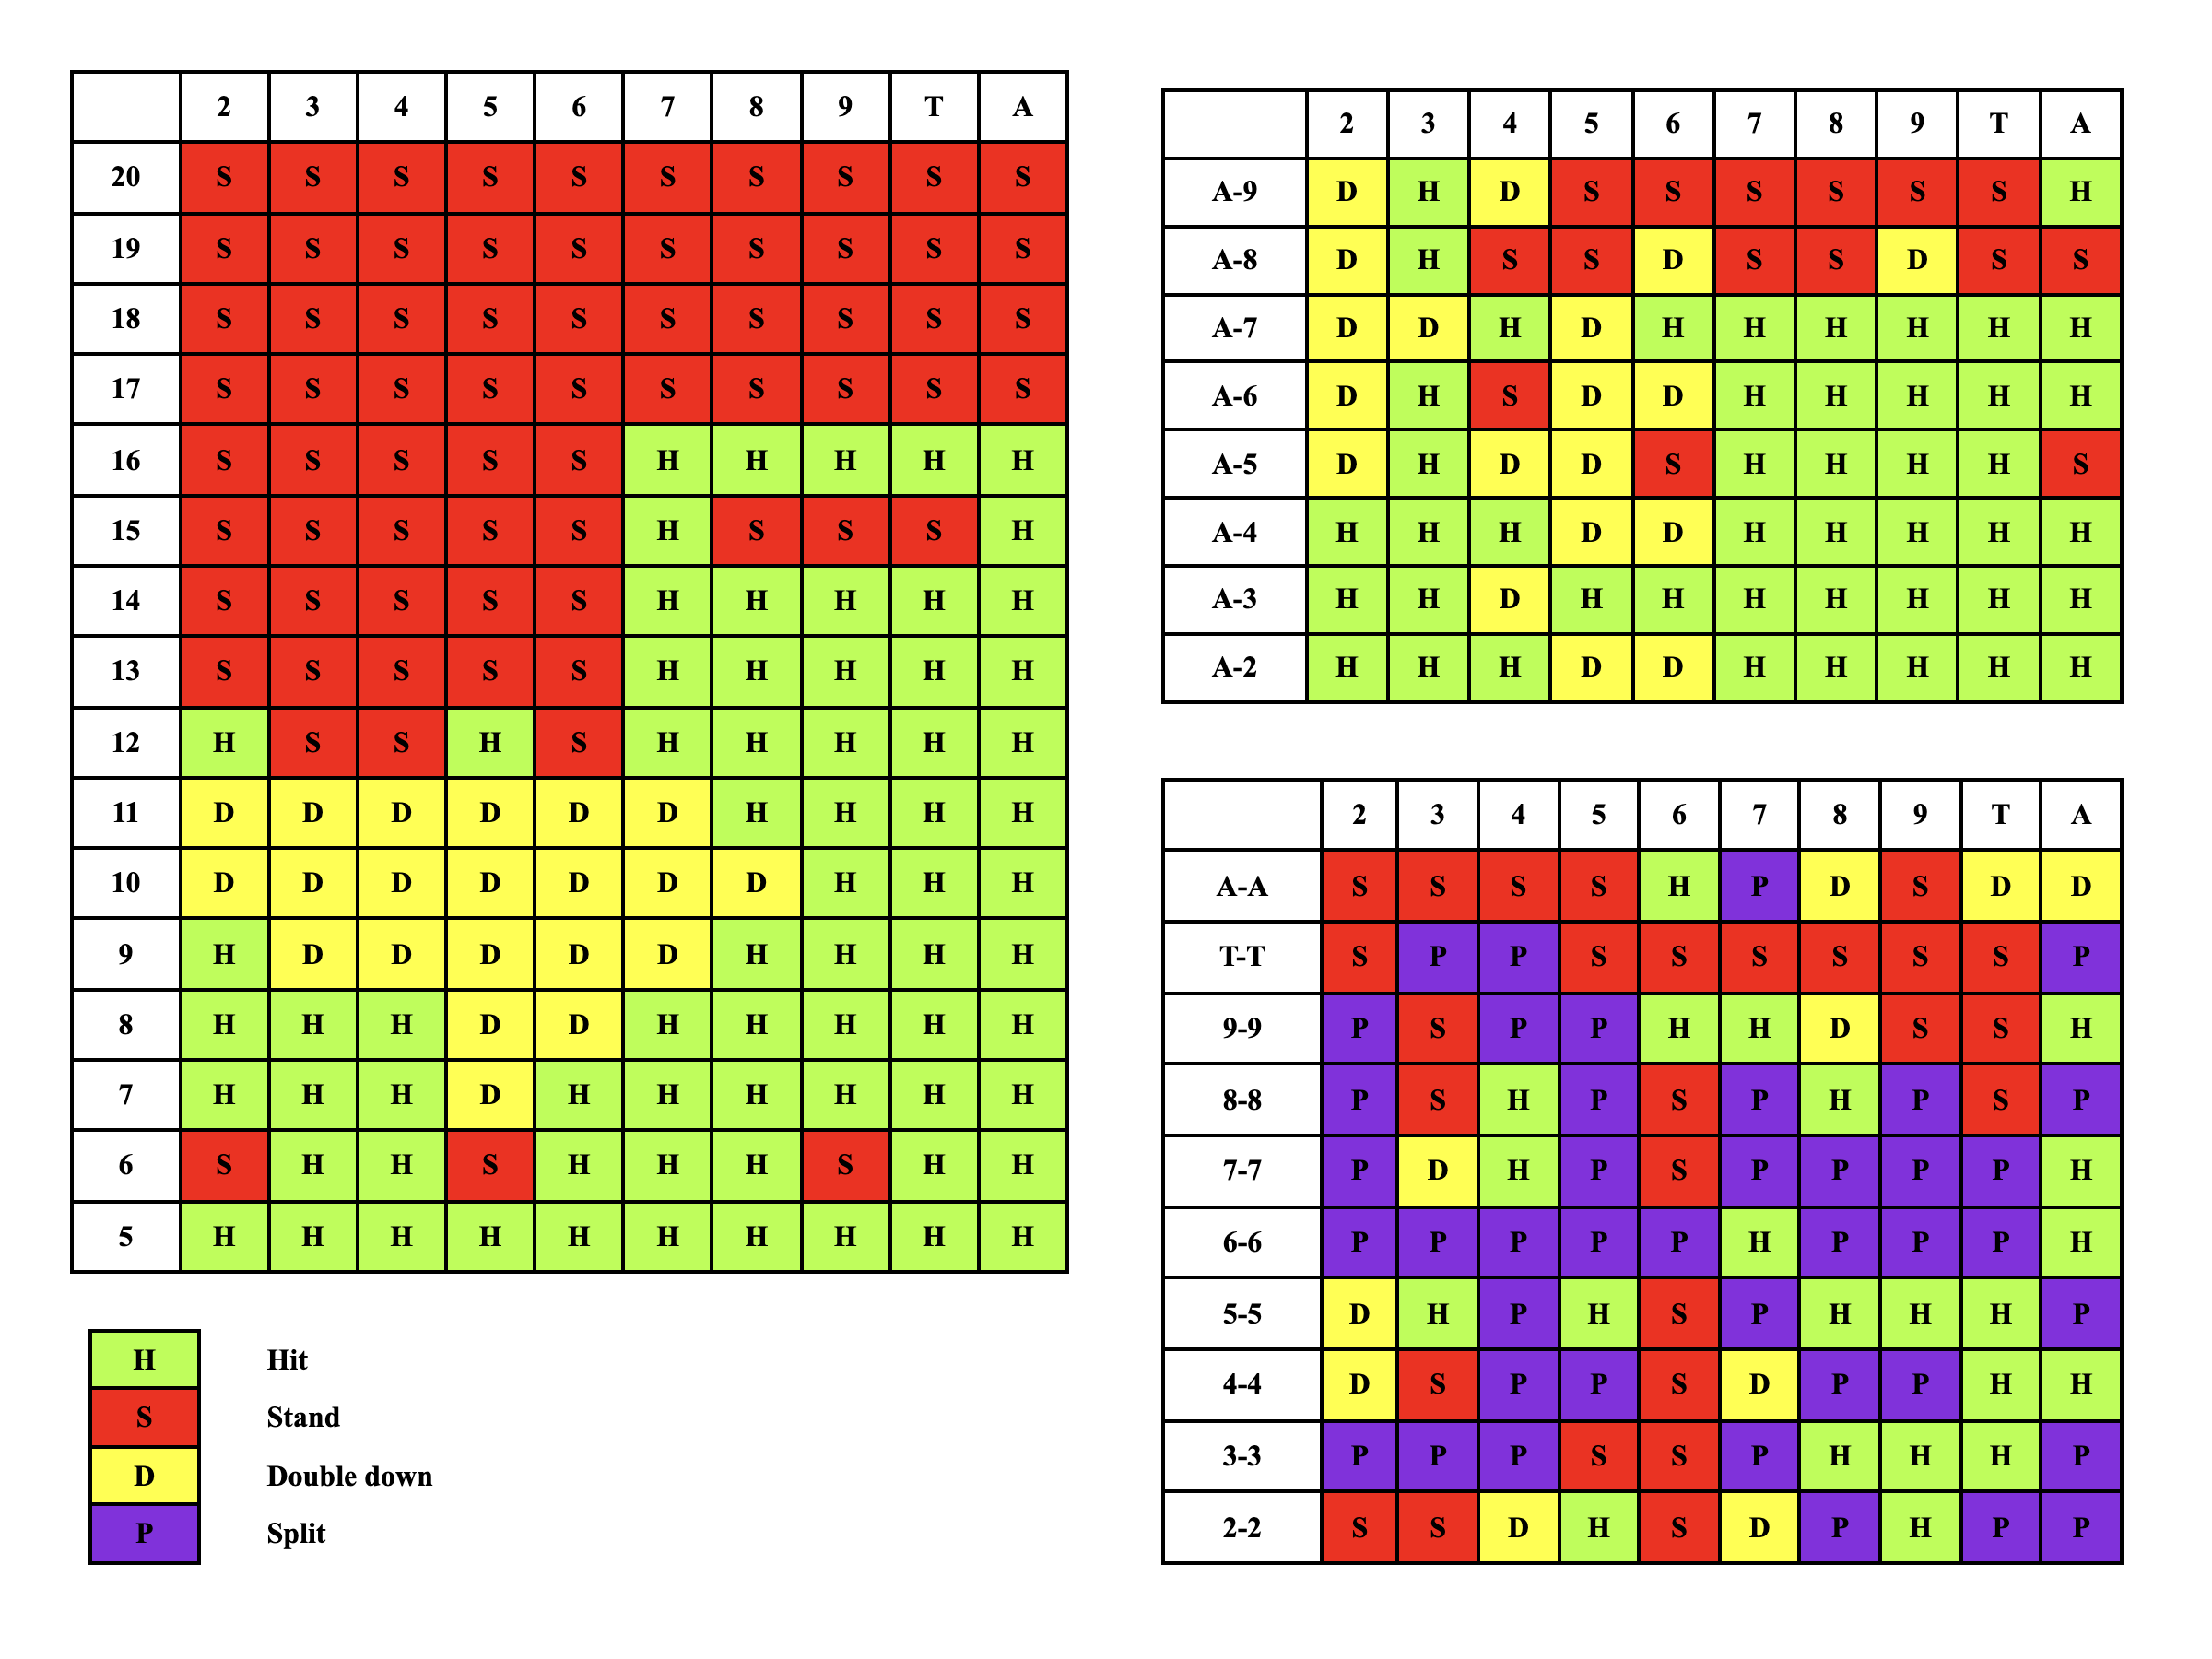 2 3 4 5 6 7 8 9 T A
20 S S S S S S S S S S
19 S S S S S S S S S S
18 S S S S S S S S S S
17 S S S S S S S S S S
16 S S S S S H H H H H
15 S S S S S H S S S H
14 S S S S S H H H H H
13 S S S S S H H H H H
12 H S S H S H H H H H
11 D D D D D D H H H H
10 D D D D D D D H H H
9 H D D D D D H H H H
8 H H H D D H H H H H
7 H H H D H H H H H H
6 S H H S H H H S H H
5 H H H H H H H H H H
H Hit
S Stand
D Double down
P Split
2 3 4 5 6 7 8 9 T A
A-9 D H D S S S S S S H
A-8 D H S S D S S D S S
A-7 D D H D H H H H H H
A-6 D H S D D H H H H H
A-5 D H D D S H H H H S
A-4 H H H D D H H H H H
A-3 H H D H H H H H H H
A-2 H H H D D H H H H H
2 3 4 5 6 7 8 9 T A
A-A S S S S H P D S D D
T-T S P P S S S S S S P
9-9 P S P P H H D S S H
8-8 P S H P S P H P S P
7-7 P D H P S P P P P H
6-6 P P P P P H P P P H
5-5 D H P H S P H H H P
4-4 D S P P S D P P H H
3-3 P P P S S P H H H P
2-2 S S D H S D P H P P